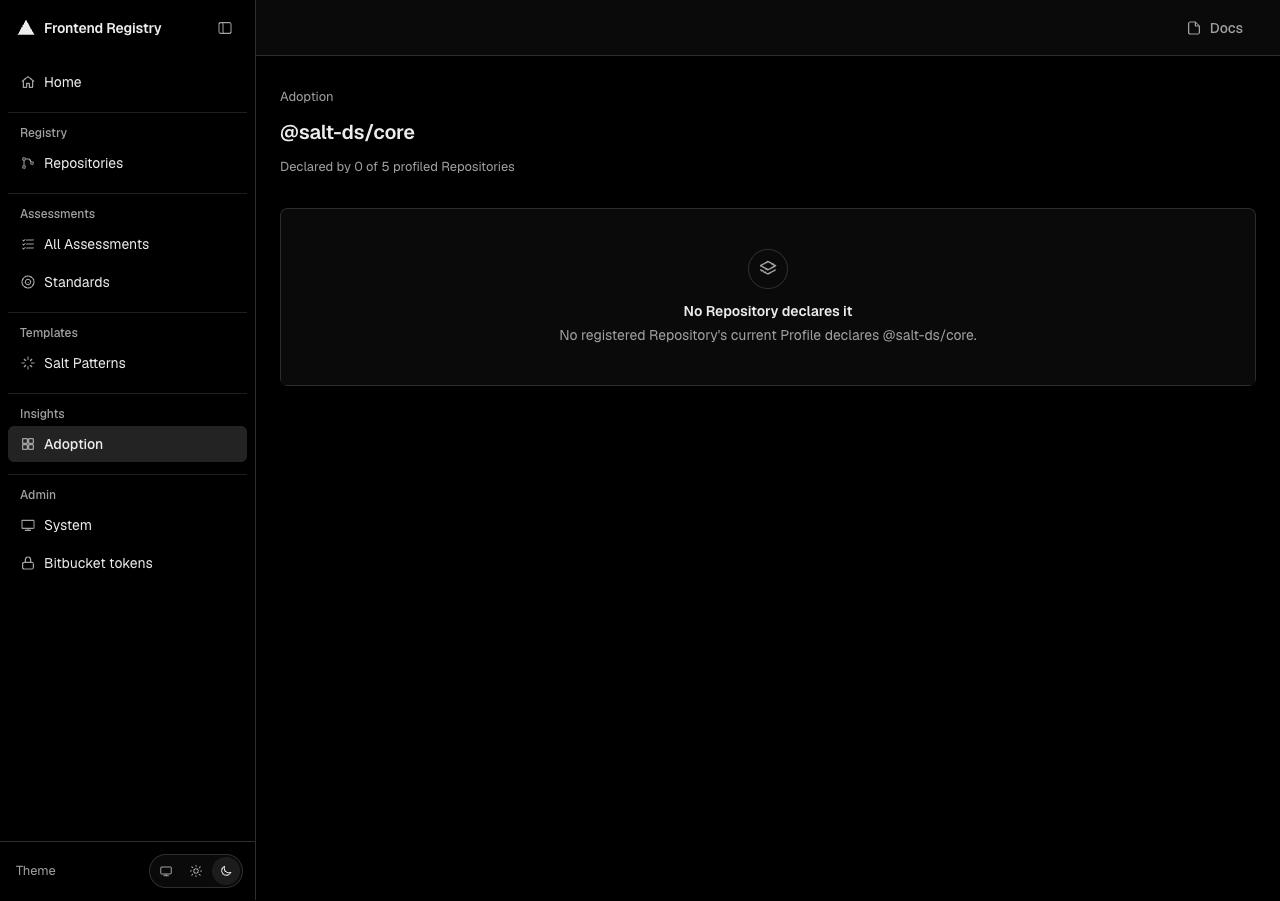 Frontend Registry
Docs
Home
Registry
Repositories
Assessments
All Assessments
Standards
Templates
Salt Patterns
Insights
Adoption
Admin
System
Bitbucket tokens
Theme
Adoption
@salt-ds/core
Declared by 0 of 5 profiled Repositories
No Repository declares it
No registered Repository's current Profile declares @salt-ds/core.